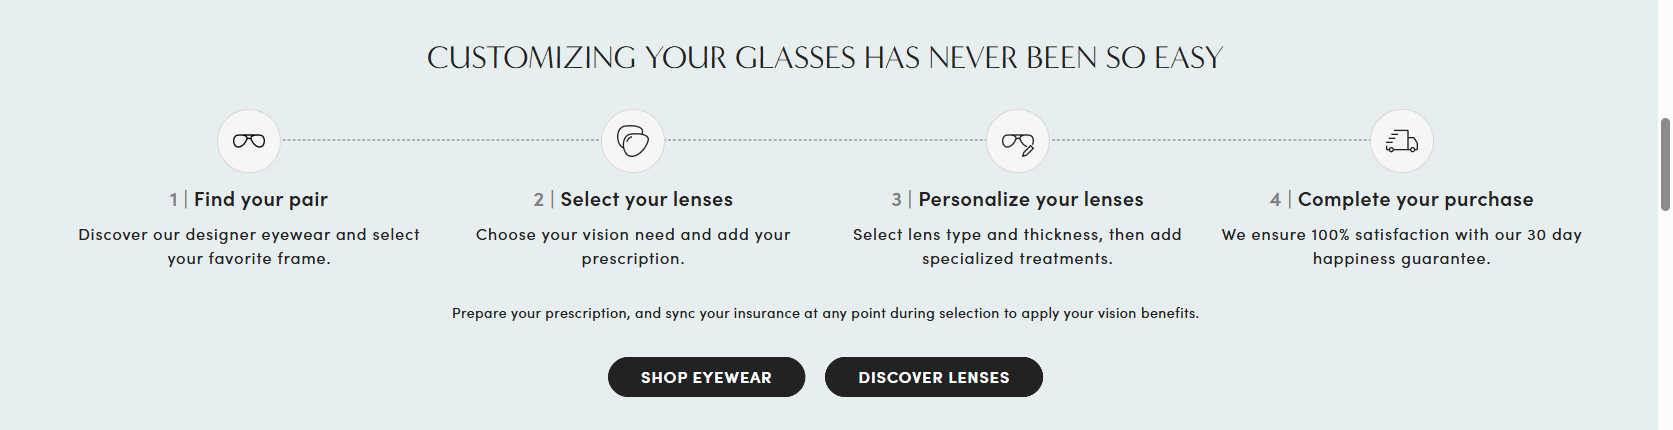 CUSTOMIZING YOUR GLASSES HAS NEVER BEEN SO EASY
1 | Find your pair
Discover our designer eyewear and select
your favorite frame.
2 | Select your lenses
Choose your vision need and add your
prescription.
3 | Personalize your lenses
Select lens type and thickness, then add
specialized treatments.
4 | Complete your purchase
We ensure 100% satisfaction with our 30 day
happiness guarantee.
Prepare your prescription, and sync your insurance at any point during selection to apply your vision benefits.
SHOP EYEWEAR
DISCOVER LENSES